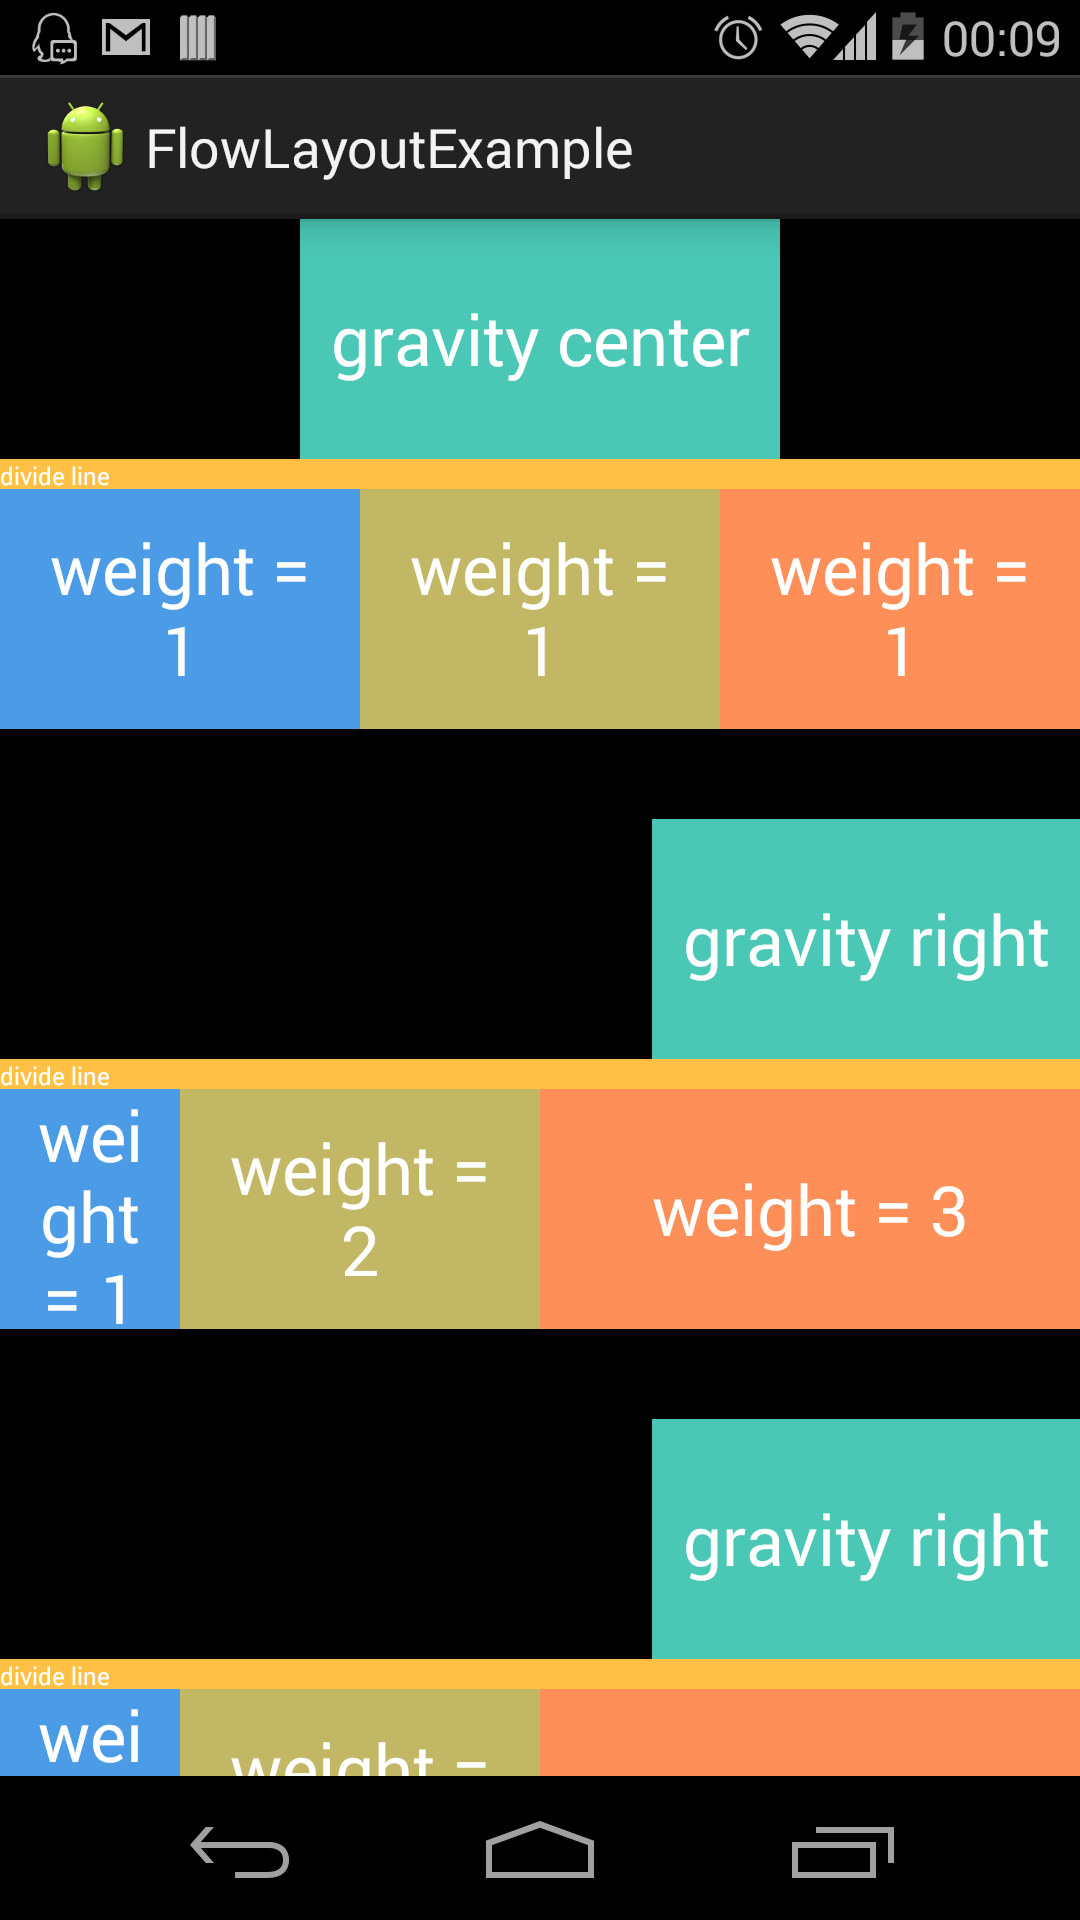 00:09
FlowLayoutExample
gravity center
divide line
weight = weight = weight =
1 1 1
gravity right
divide line
wei
ght
= 1
weight =
2
weight = 3
gravity right
divide line
wei
weight =